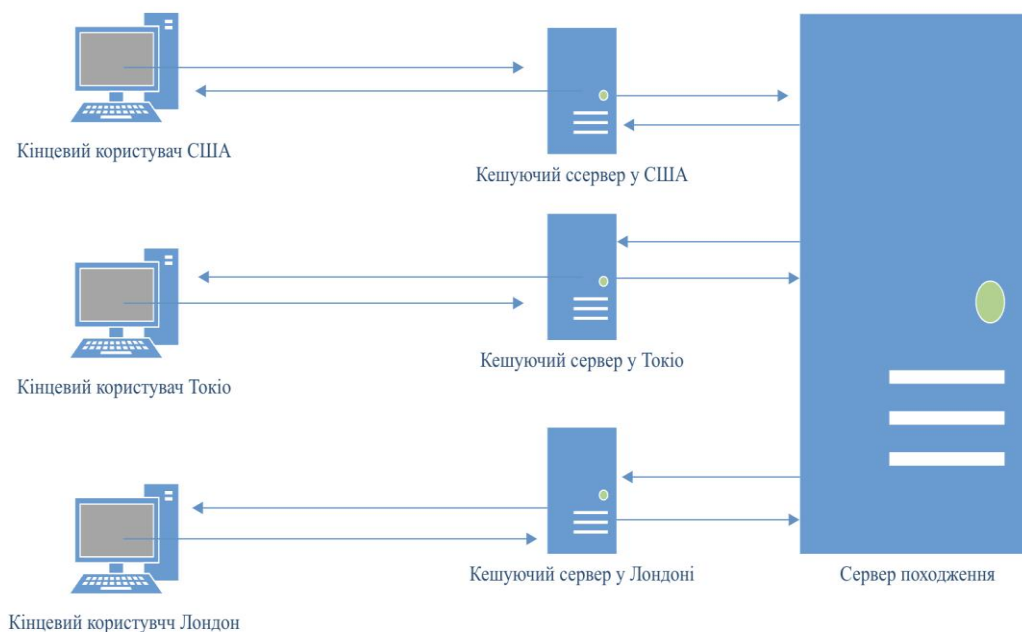 Кінцевий користувач США
Кешуючий ссервер у США
Кінцевий користувач Токіо
Кешуючий сервер у Токіо
Кінцевий користувчч Лондон
Кешуючий сервер у Лондоні
Сервер походження